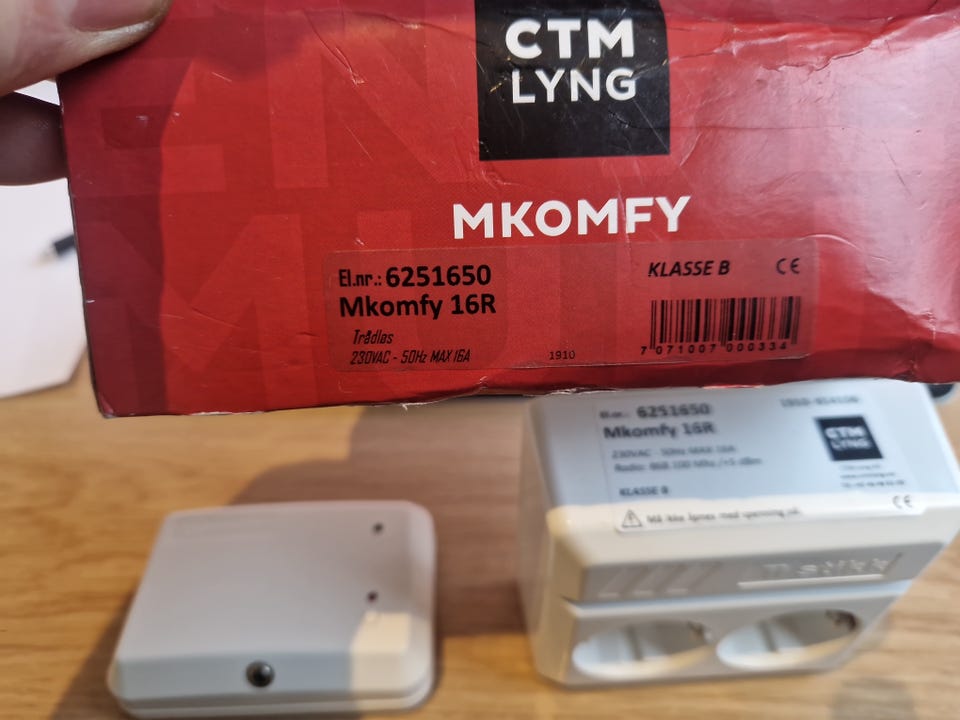 CTM
LYNG
MKOMFY
El.nr.: 6251650
Mkomfy 16R
Trådløs
230VAC - 50Hz MAX 16A
1910
KLASSE B
CE
7 071007 000334
El.nr.: 6251650
Mkomfy 16R
230VAC - 50Hz MAX 16A
KLASSE B
CTM
LYNG
CE
Må ikke åpnes med spenning på.